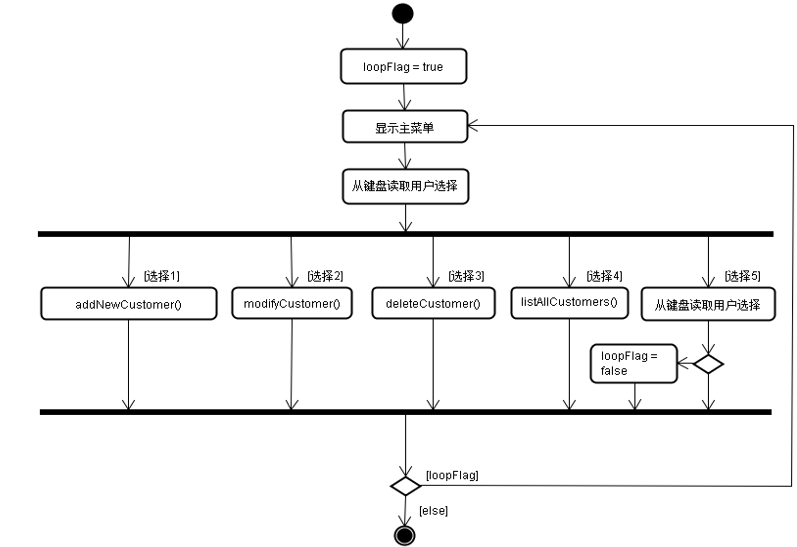 loopFlag = true
显示主菜单
从键盘读取用户选择
[选择1]
[选择2]
[选择3]
[选择4]
[选择5]
addNewCustomer()
modifyCustomer()
deleteCustomer()
listAllCustomers()
从键盘读取用户选择
loopFlag =
false
[loopFlag]
[else]